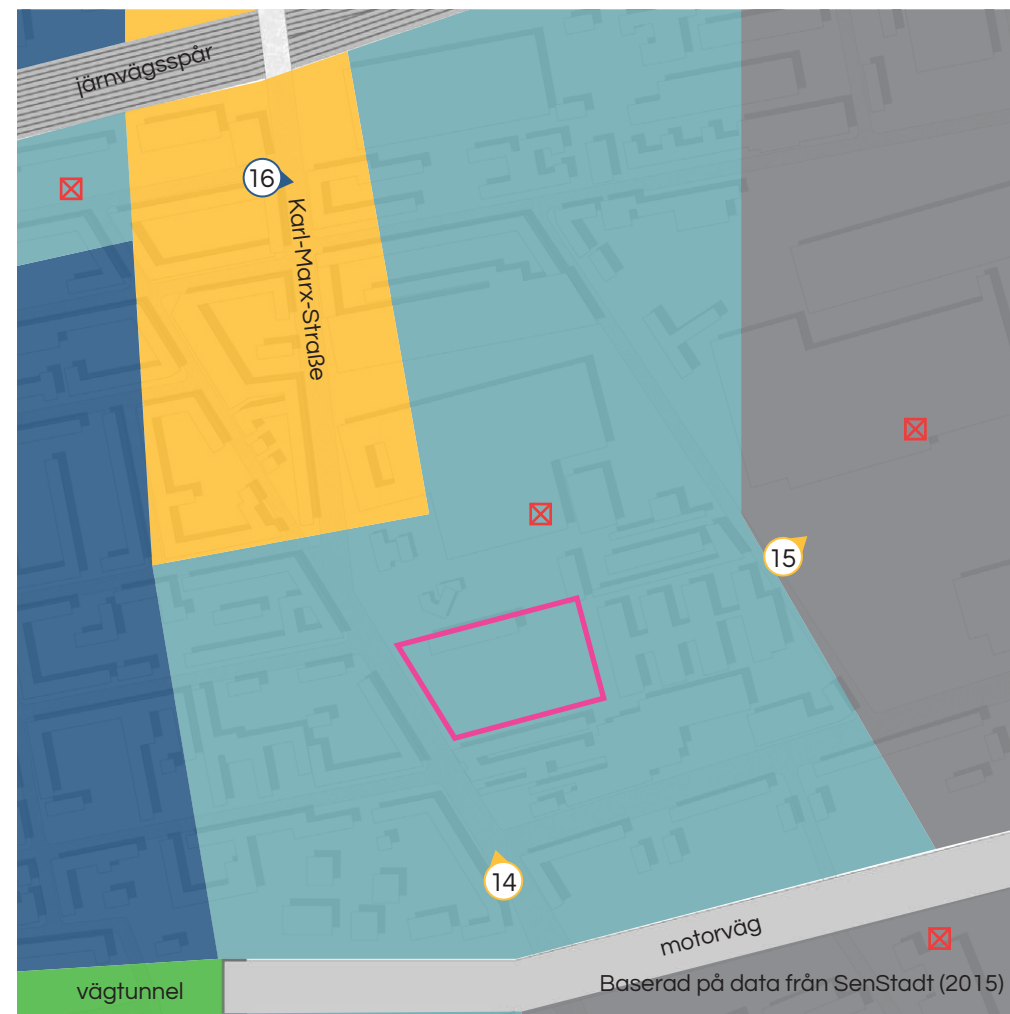 järnvägsspår
16
Karl-Marx-Straße
15
14
motorväg
Baserad på data från SenStadt (2015)
vägtunnel